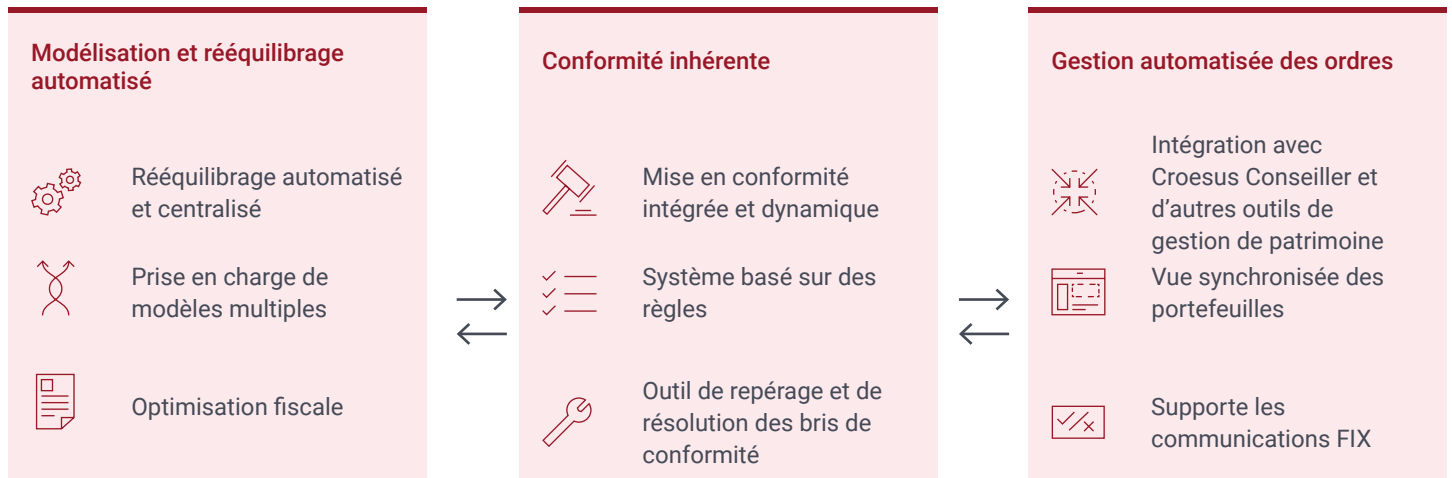 Modélisation et rééquilibrage
automatisé
Rééquilibrage automatisé
et centralisé
Prise en charge de
modèles multiples
Optimisation fiscale
Conformité inhérente
Mise en conformité
intégrée et dynamique
Système basé sur des
règles
Outil de repérage et de
résolution des bris de
conformité
Gestion automatisée des ordres
Intégration avec
Croesus Conseiller et
d’autres outils de
gestion de patrimoine
Vue synchronisée des
portefeuilles
Supporte les
communications FIX